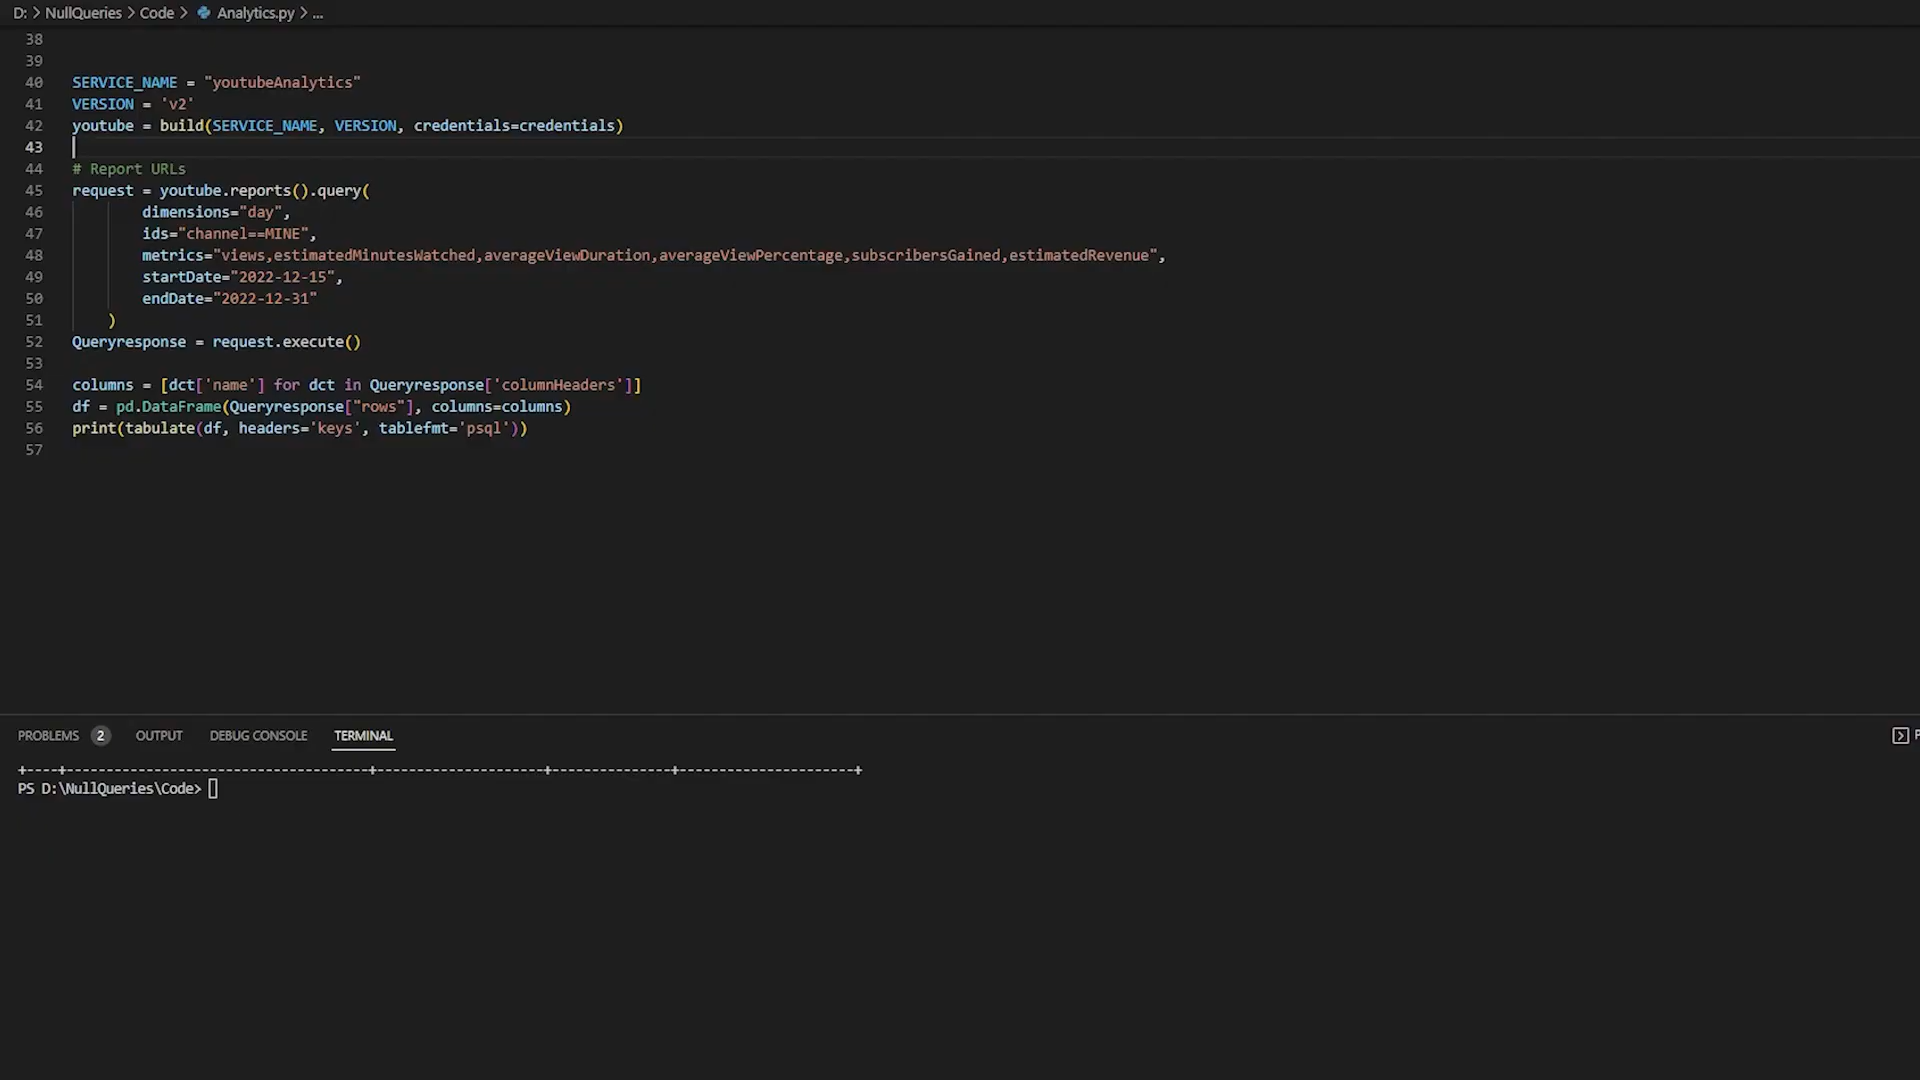 D: > NullQueries > Code > Analytics.py > ...
38
39
40 SERVICE_NAME = "youtubeAnalytics"
41 VERSION = 'v2'
42 youtube = build(SERVICE_NAME, VERSION, credentials=credentials)
43
44 # Report URLs
45 request = youtube.reports().query(
46         dimensions="day",
47         ids="channel==MINE",
48         metrics="views,estimatedMinutesWatched,averageViewDuration,averageViewPercentage,subscribersGained,estimatedRevenue",
49         startDate="2022-12-15",
50         endDate="2022-12-31"
51     )
52 Queryresponse = request.execute()
53
54 columns = [dct['name'] for dct in Queryresponse['columnHeaders']]
55 df = pd.DataFrame(Queryresponse["rows"], columns=columns)
56 print(tabulate(df, headers='keys', tablefmt='psql'))
57
PROBLEMS 2 OUTPUT DEBUG CONSOLE TERMINAL
+----+-----------------------------------+--------------------+--------------+--------------------+
PS D:\NullQueries\Code>